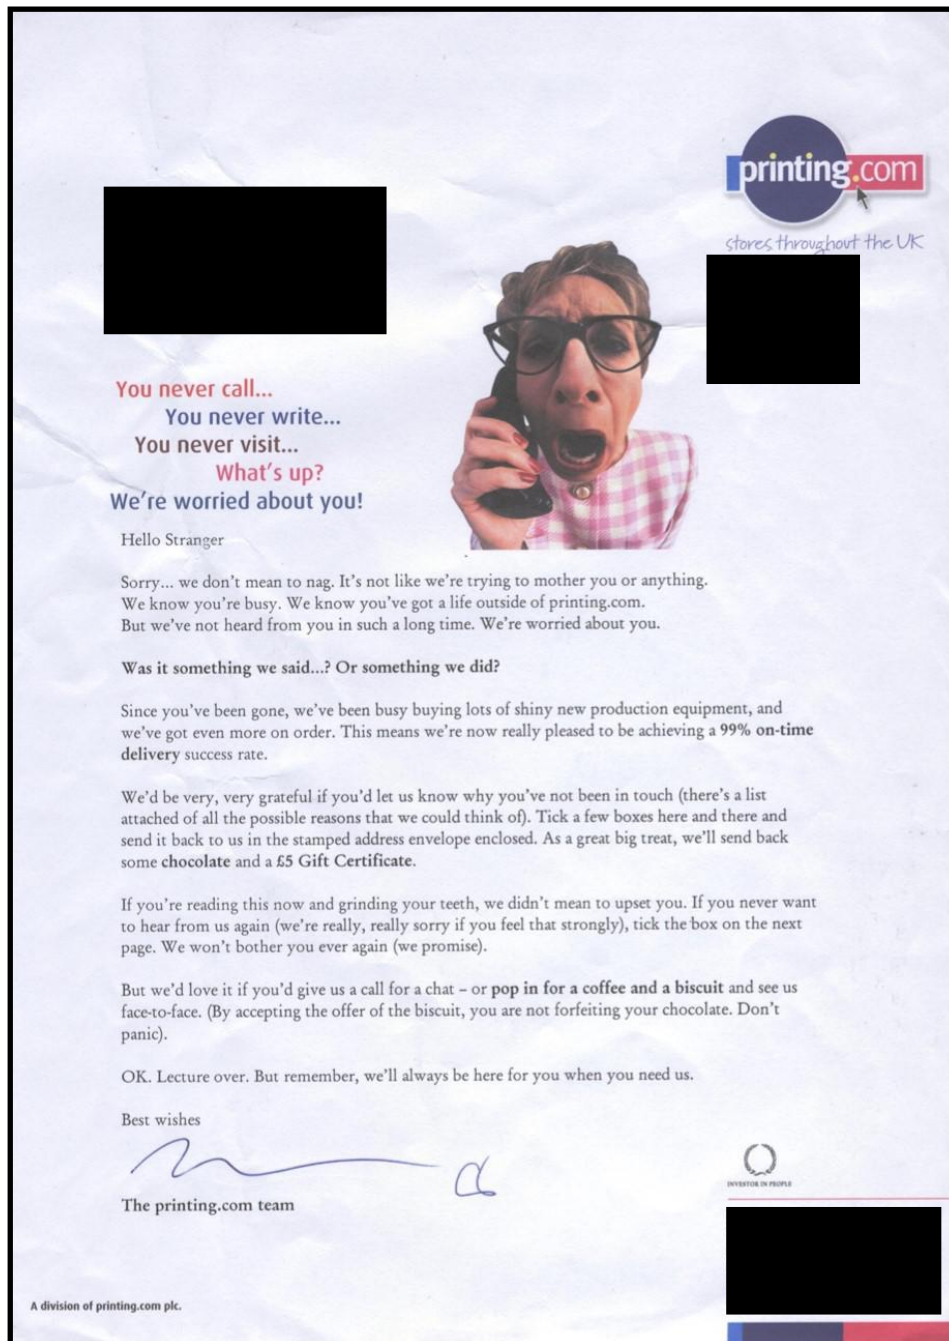 printing.com
stores throughout the UK
You never call...
You never write...
You never visit...
What's up?
We're worried about you!
Hello Stranger
Sorry... we don't mean to nag. It's not like we're trying to mother you or anything.
We know you're busy. We know you've got a life outside of printing.com.
But we've not heard from you in such a long time. We're worried about you.
Was it something we said...? Or something we did?
Since you've been gone, we've been busy buying lots of shiny new production equipment, and
we've got even more on order. This means we're now really pleased to be achieving a 99% on-time
delivery success rate.
We'd be very, very grateful if you'd let us know why you've not been in touch (there's a list
attached of all the possible reasons that we could think of). Tick a few boxes here and there and
send it back to us in the stamped address envelope enclosed. As a great big treat, we'll send back
some chocolate and a £5 Gift Certificate.
If you're reading this now and grinding your teeth, we didn't mean to upset you. If you never want
to hear from us again (we're really, really sorry if you feel that strongly), tick the box on the next
page. We won't bother you ever again (we promise).
But we'd love it if you'd give us a call for a chat – or pop in for a coffee and a biscuit and see us
face-to-face. (By accepting the offer of the biscuit, you are not forfeiting your chocolate. Don't
panic).
OK. Lecture over. But remember, we'll always be here for you when you need us.
Best wishes
The printing.com team
INVESTOR IN PEOPLE
A division of printing.com plc.